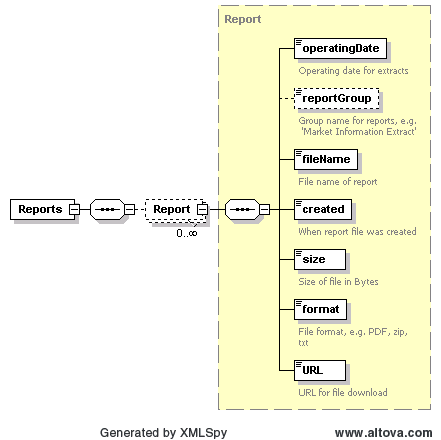 Report
operatingDate
Operating date for extracts
reportGroup
Group name for reports, e.g.
'Market Information Extract'
fileName
File name of report
Reports
Report
0..∞
created
When report file was created
size
Size of file in Bytes
format
File format, e.g. PDF, zip,
txt
URL
URL for file download
Generated by XMLSpy
www.altova.com